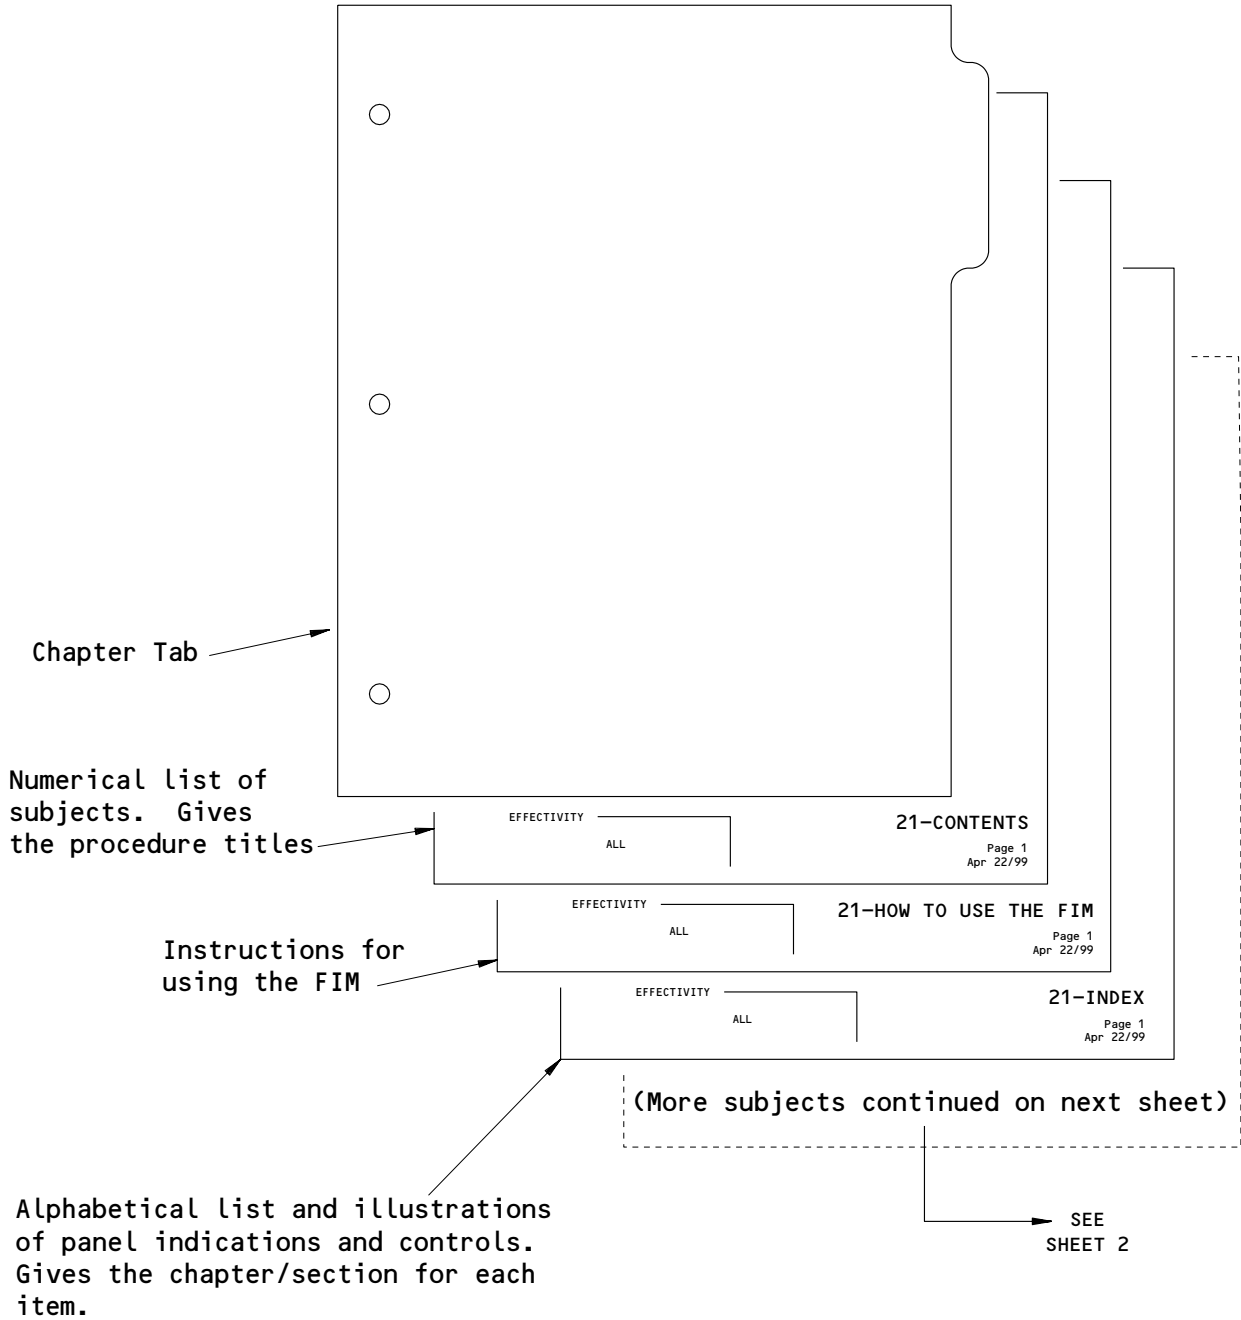 Chapter Tab
Numerical list of
subjects.  Gives
the procedure titles
EFFECTIVITY
ALL
21-CONTENTS
Page 1
Apr 22/99
Instructions for
using the FIM
EFFECTIVITY
ALL
21-HOW TO USE THE FIM
Page 1
Apr 22/99
EFFECTIVITY
ALL
21-INDEX
Page 1
Apr 22/99
(More subjects continued on next sheet)
Alphabetical list and illustrations
of panel indications and controls.
Gives the chapter/section for each
item.
SEE
SHEET 2